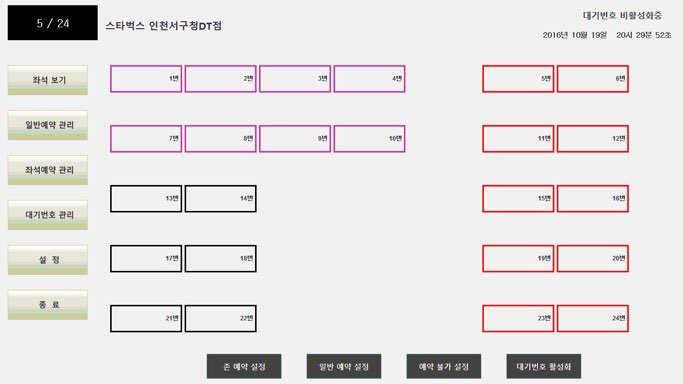 5 / 24
스타벅스 인천서구청DT점
대기번호 비활성화중
2016년 10월 19일 20시 29분 52초
좌석 보기
일반예약 관리
좌석예약 관리
대기번호 관리
설 정
종 료
1번 2번 3번 4번 5번 6번
7번 8번 9번 10번 11번 12번
13번 14번 15번 16번
17번 18번 19번 20번
21번 22번 23번 24번
존 예약 설정 일반 예약 설정 예약 불가 설정 대기번호 활성화